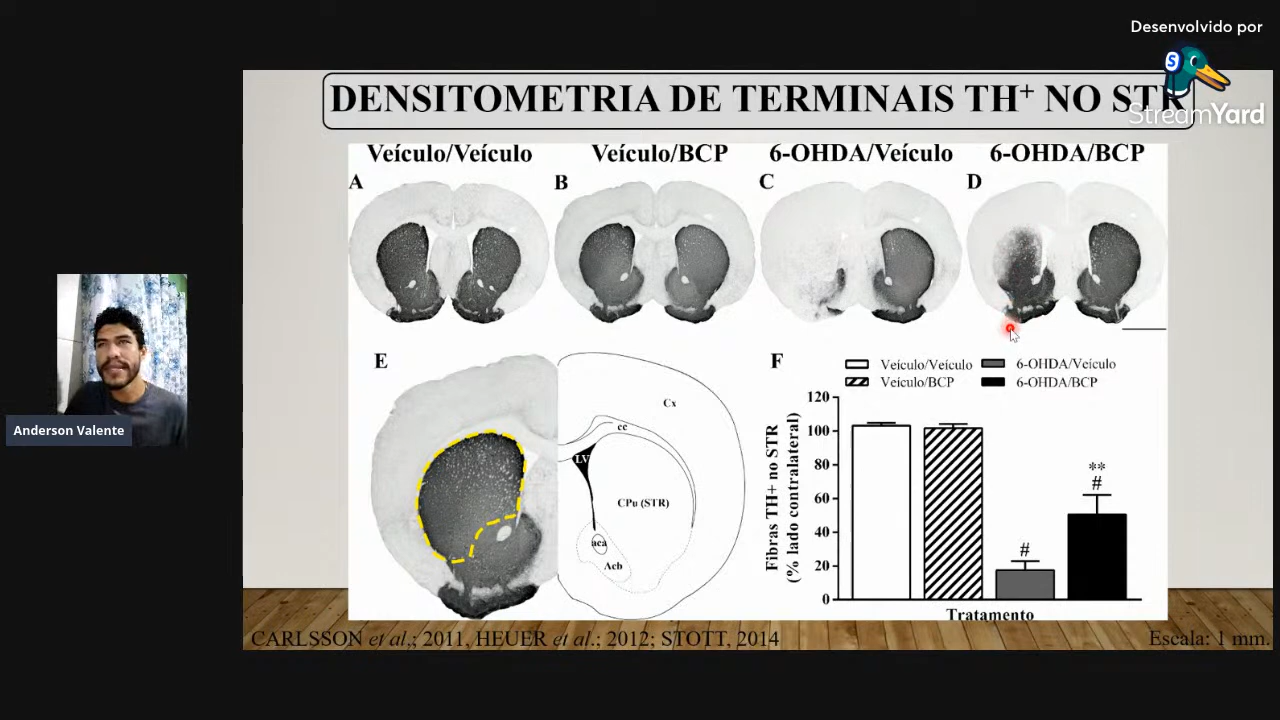 Desenvolvido por
StreamYard
DENSITOMETRIA DE TERMINAIS TH+ NO STR
Veículo/Veículo Veículo/BCP 6-OHDA/Veículo 6-OHDA/BCP
A B C D
E
Cx
cc
LV
CPu (STR)
aca
Acb
F
Veículo/Veículo 6-OHDA/Veículo
Veículo/BCP 6-OHDA/BCP
Fibras TH+ no STR
(% lado contralateral)
120
100
80
60
40
20
0
**
#
#
Tratamento
Anderson Valente
CARLSSON et al.; 2011, HEUER et al.; 2012; STOTT, 2014
Escala: 1 mm.